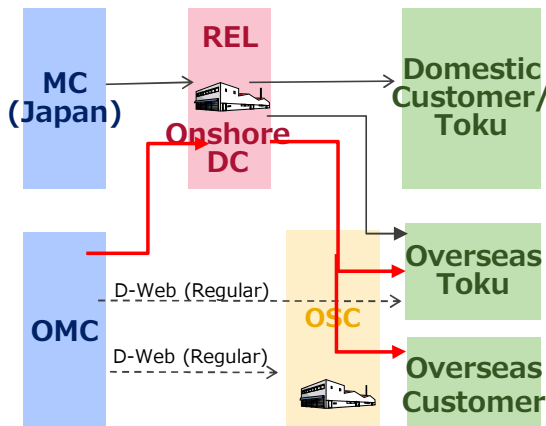 REL
MC
(Japan)
Onshore
DC
Domestic
Customer/
Toku
OMC
D-Web (Regular)
D-Web (Regular)
OSC
Overseas
Toku
Overseas
Customer